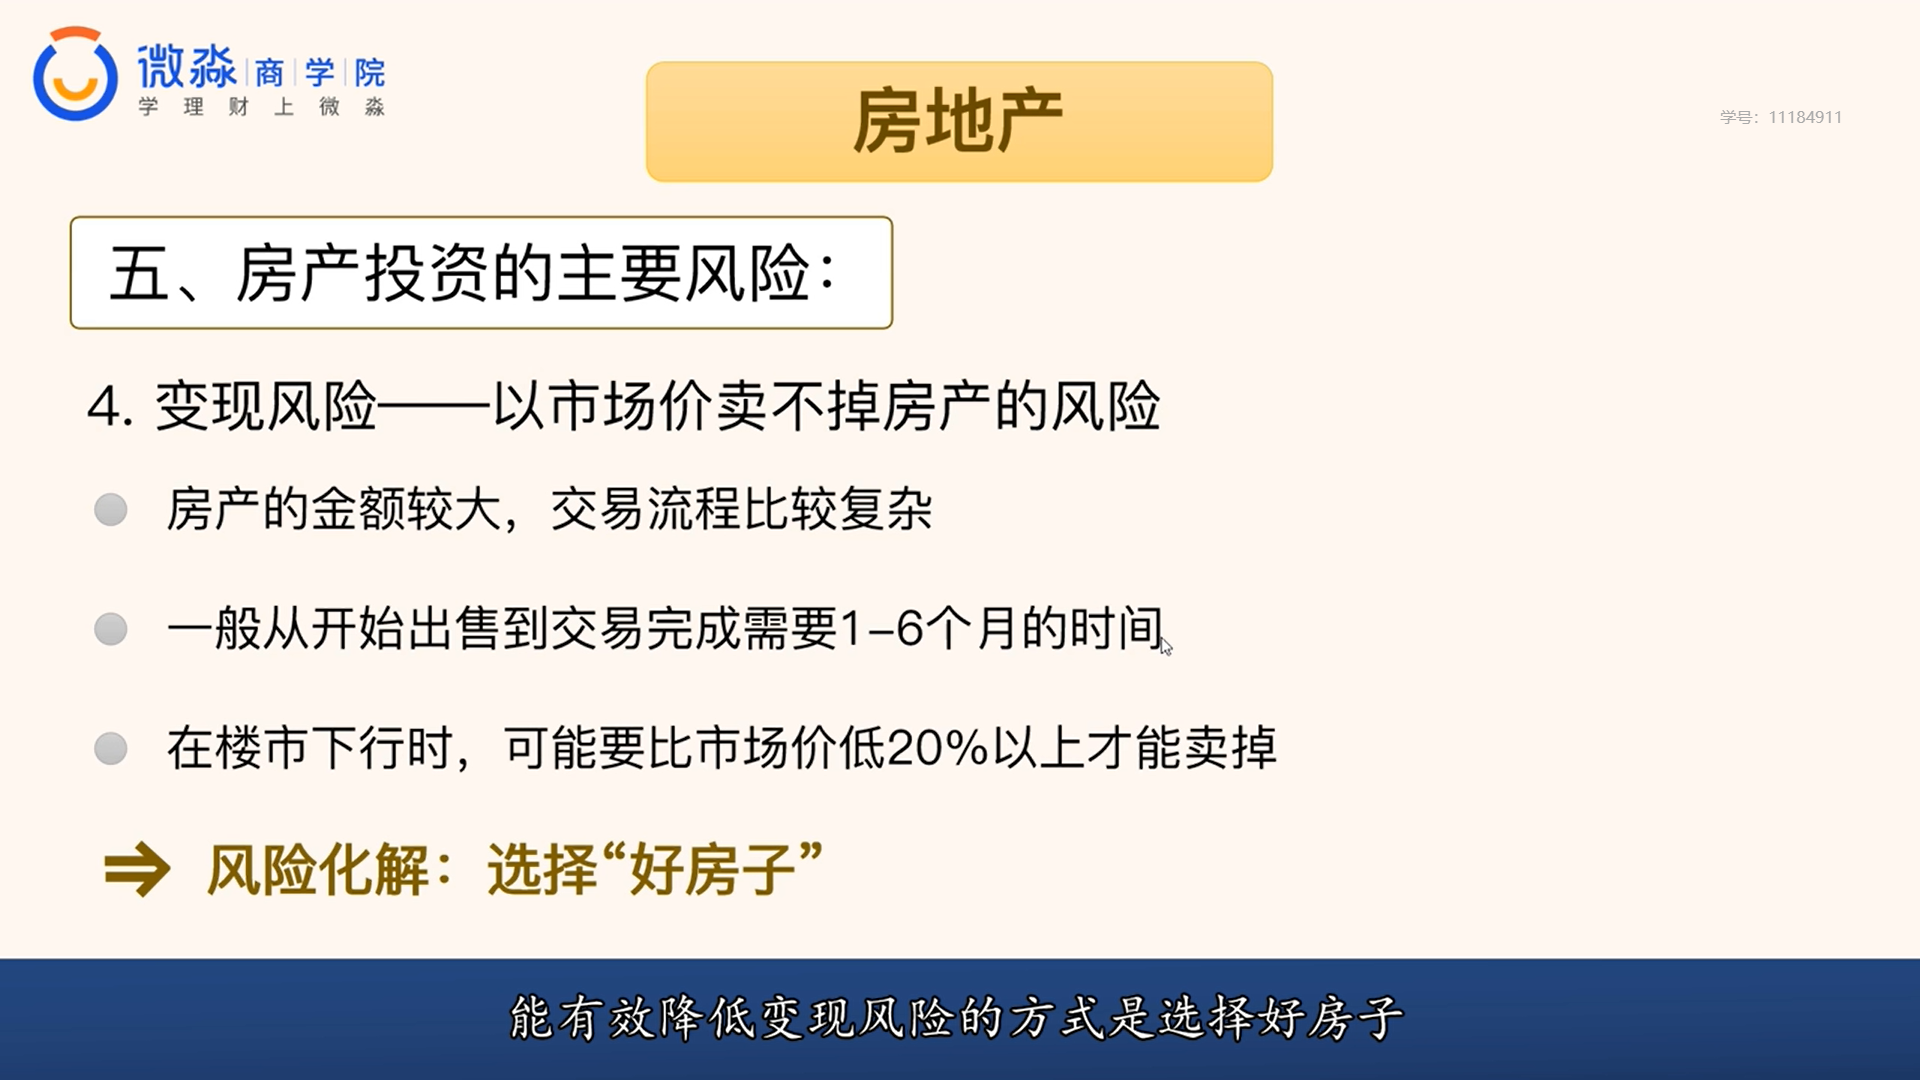 微淼商学院
学理财上微淼
房地产
学号：11184911
五、房产投资的主要风险：
4. 变现风险——以市场价卖不掉房产的风险
房产的金额较大，交易流程比较复杂
一般从开始出售到交易完成需要1–6个月的时间
在楼市下行时，可能要比市场价低20%以上才能卖掉
⇒ 风险化解：选择“好房子”
能有效降低变现风险的方式是选择好房子